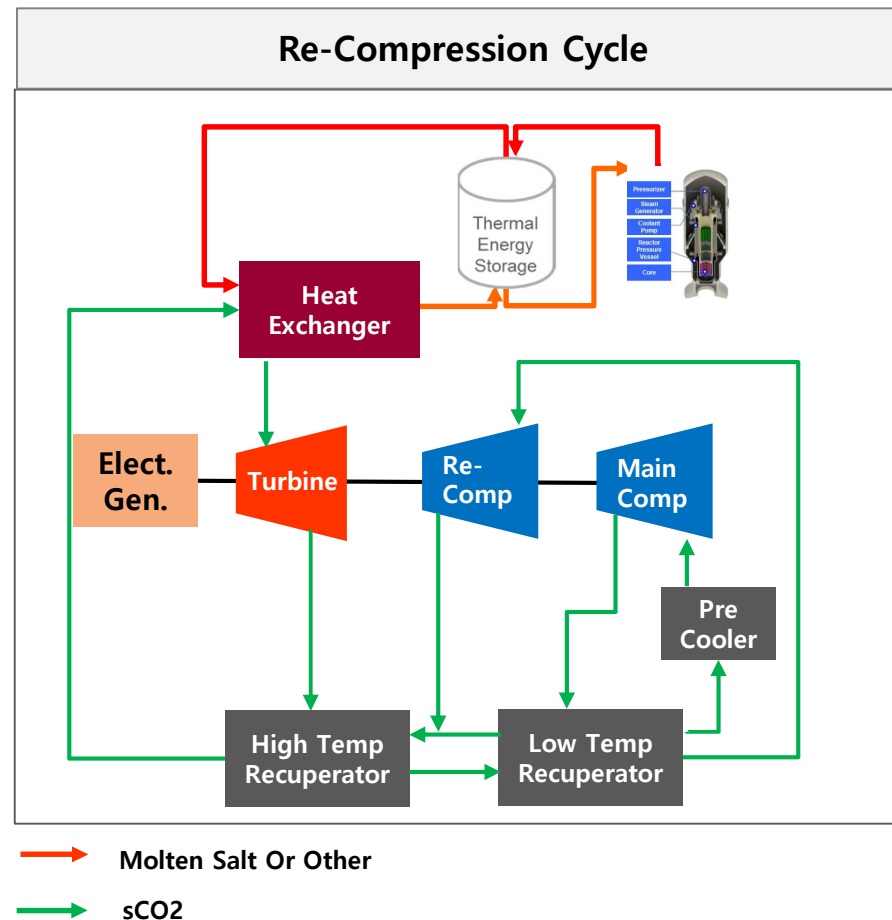 Re-Compression Cycle
Thermal
Energy
Storage
Pressurizer
Steam
Generator
Coolant
Pump
Reactor
Pressure
Vessel
Core
Heat
Exchanger
Elect.
Gen.
Turbine
Re-
Comp
Main
Comp
Pre
Cooler
High Temp
Recuperator
Low Temp
Recuperator
Molten Salt Or Other
sCO2